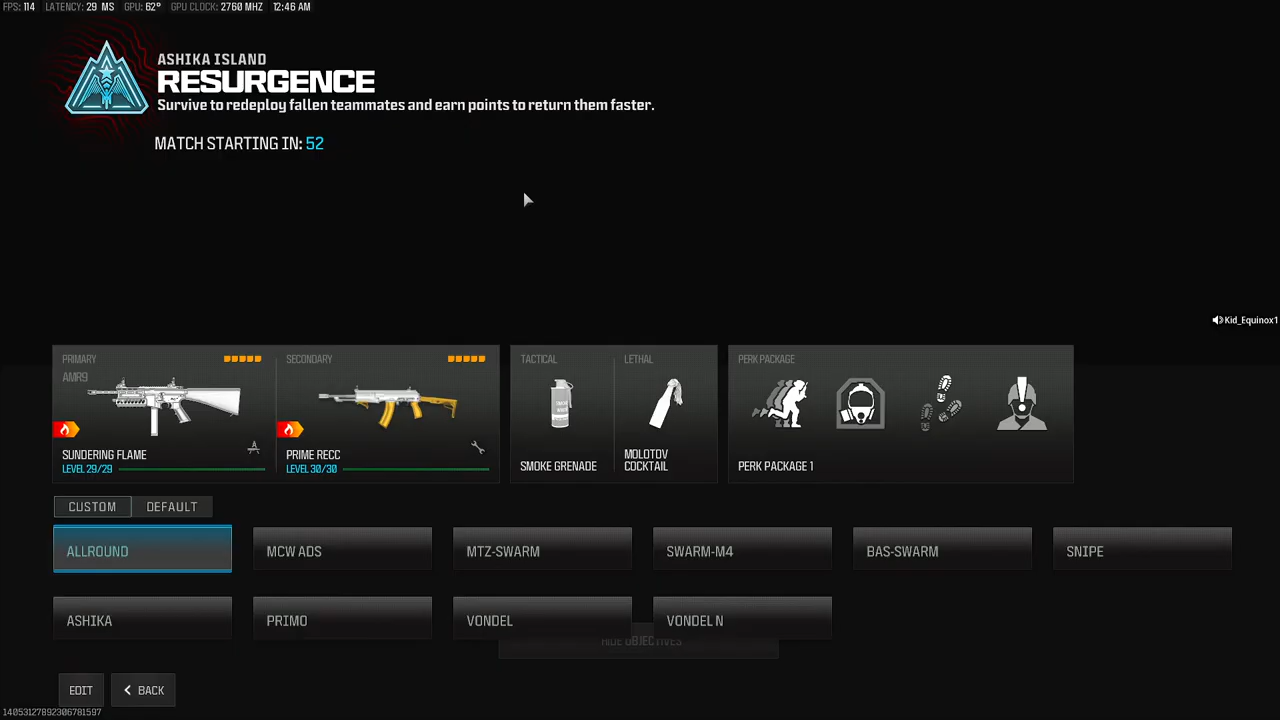 FPS: 114 LATENCY: 29 MS GPU: 62° GPU CLOCK: 2760 MHZ 12:46 AM
ASHIKA ISLAND
RESURGENCE
Survive to redeploy fallen teammates and earn points to return them faster.
MATCH STARTING IN: 52
Kid_Equinox1
PRIMARY SECONDARY TACTICAL LETHAL PERK PACKAGE
AMR9
SUNDERING FLAME PRIME RECC SMOKE GRENADE MOLOTOV COCKTAIL PERK PACKAGE 1
LEVEL 29/29 LEVEL 30/30
CUSTOM DEFAULT
ALLROUND MCW ADS MTZ-SWARM SWARM-M4 BAS-SWARM SNIPE
ASHIKA PRIMO VONDEL VONDEL N
HIDE OBJECTIVES
EDIT BACK
14053127892306781597